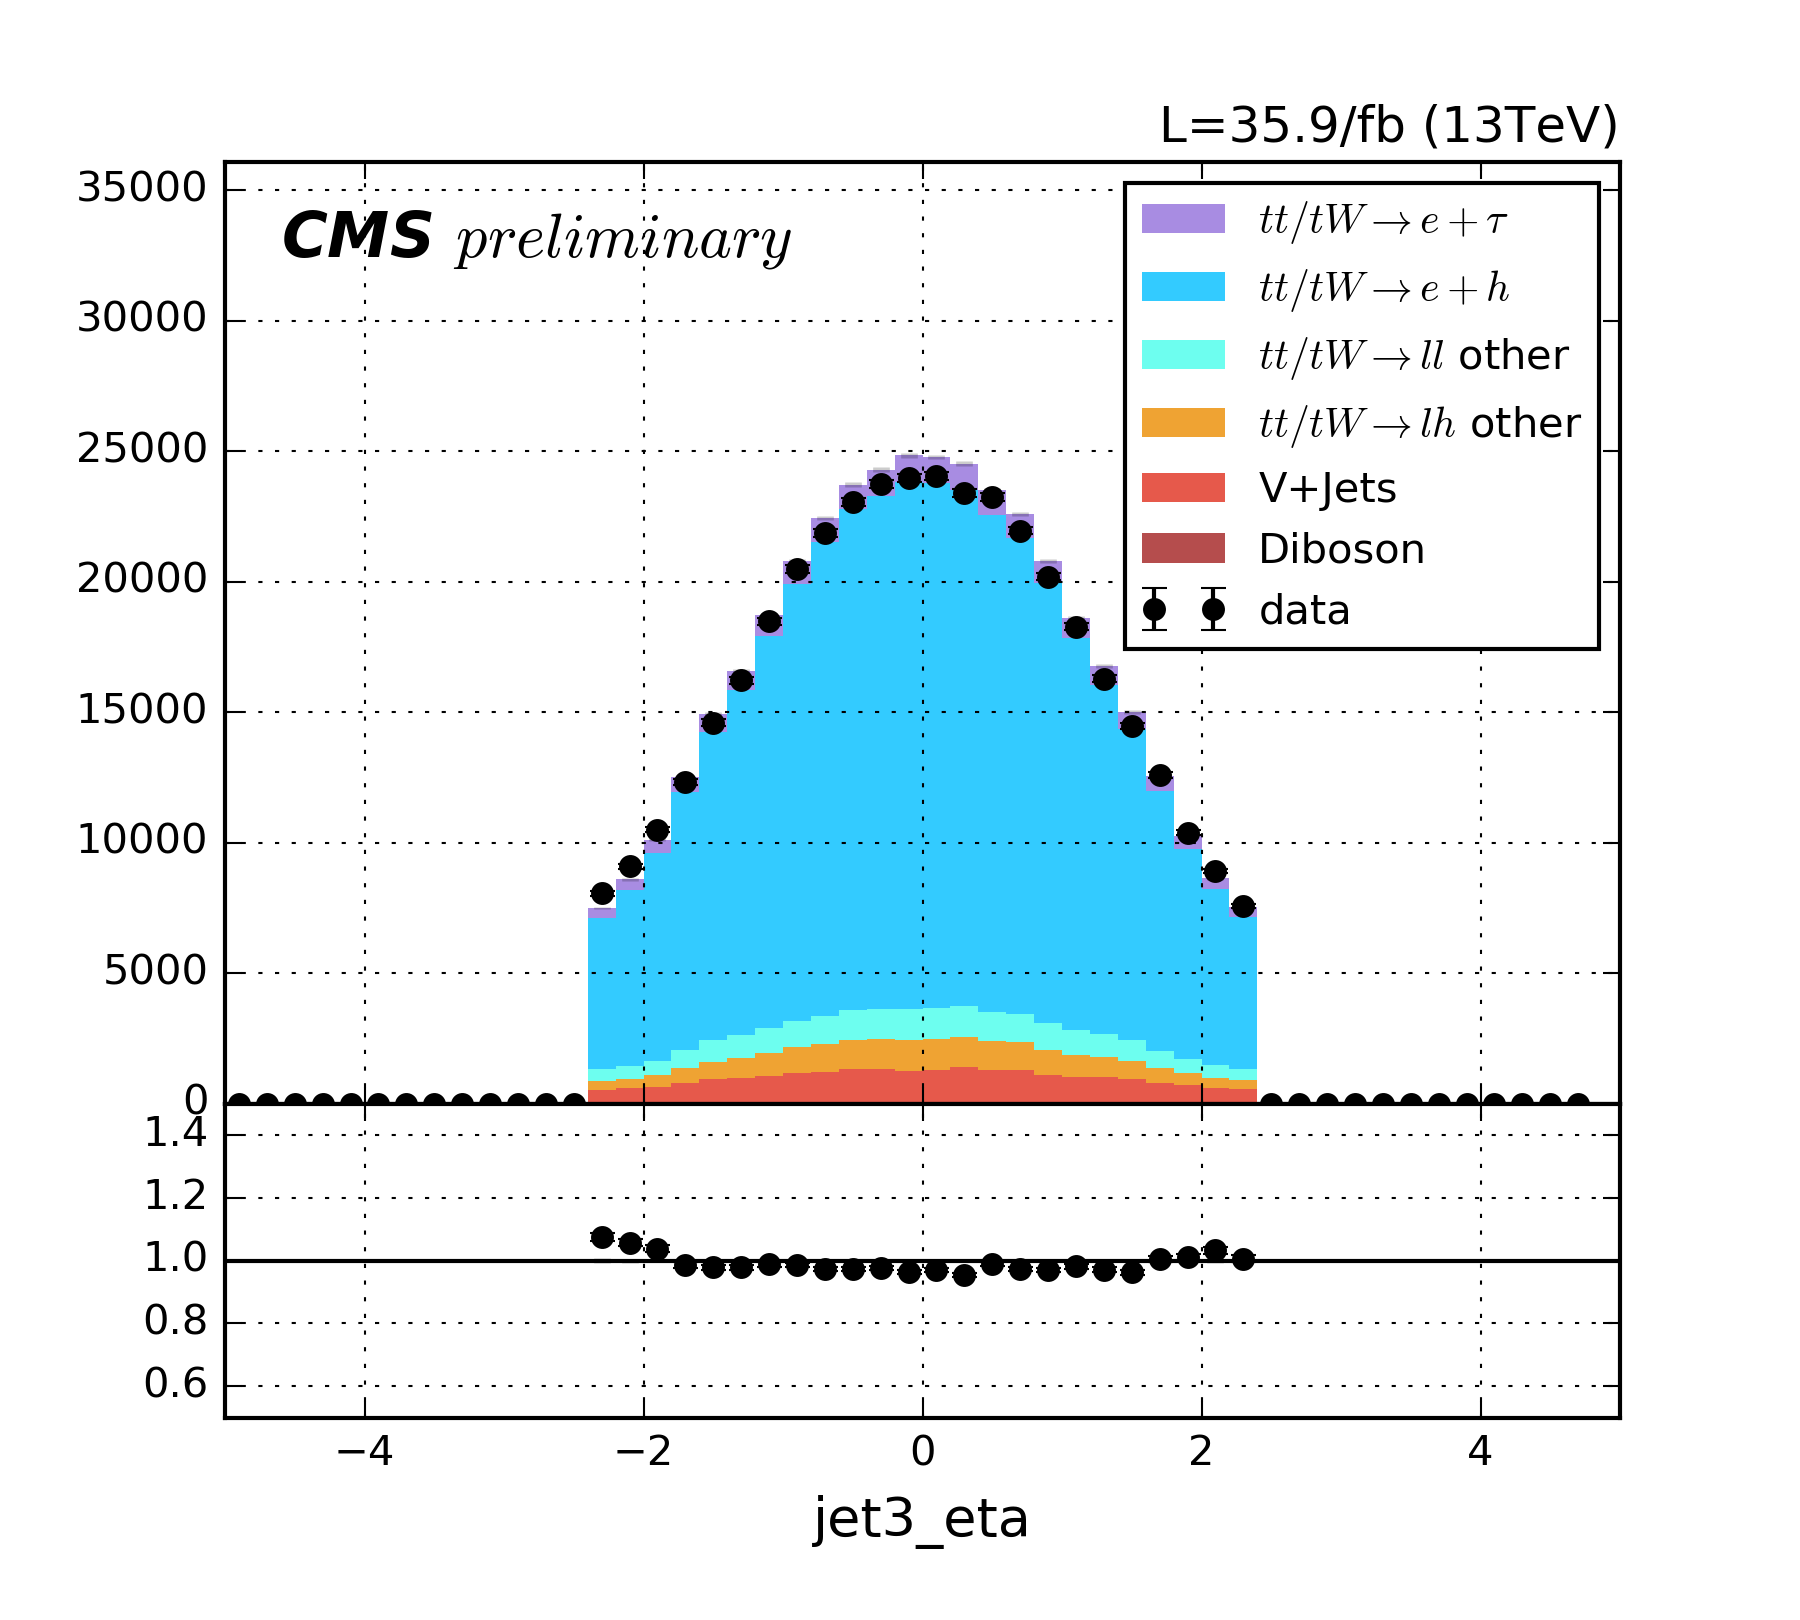 L=35.9/fb (13TeV)
CMS preliminary
35000
30000
25000
20000
15000
10000
5000
0
tt/tW→e+τ
tt/tW→e+h
tt/tW→ll other
tt/tW→lh other
V+Jets
Diboson
data
1.4
1.2
1.0
0.8
0.6
−4 −2 0 2 4
jet3_eta